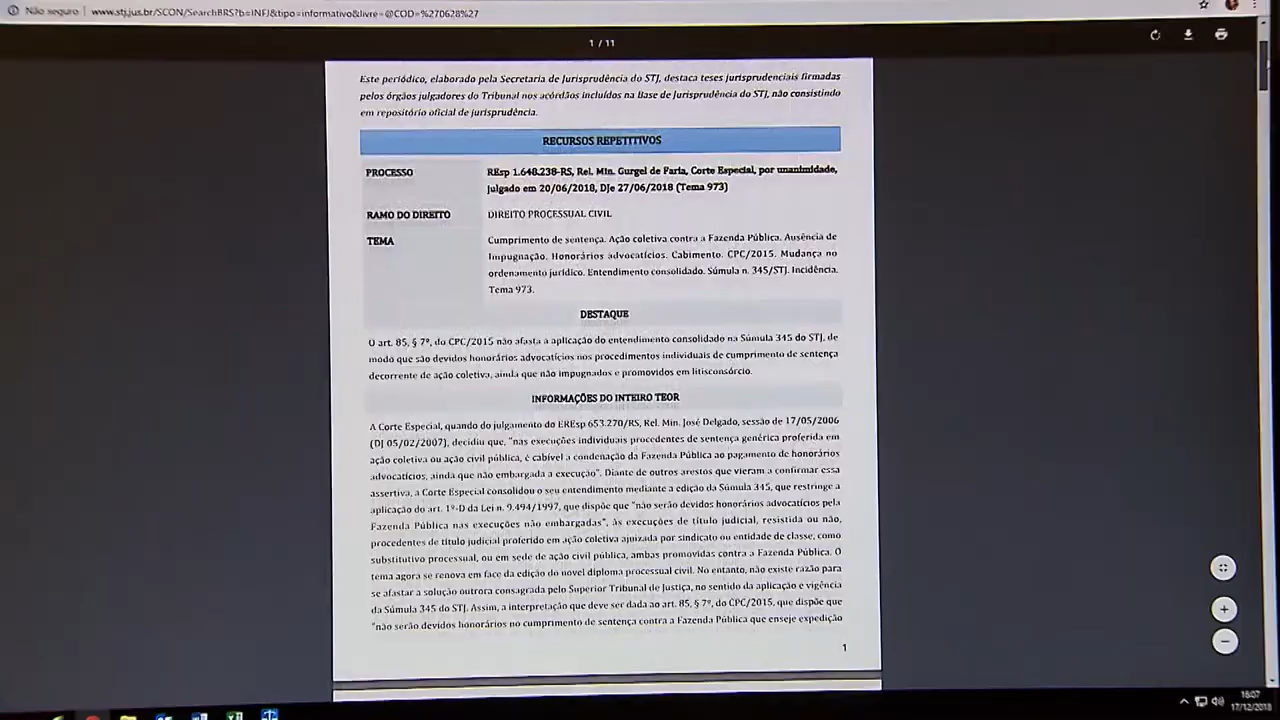 Não seguro | www.stj.jus.br/SCON/SearchBRS?b=INFJ&tipo=informativo&livre=@COD=%270628%27
1 / 11
Este periódico, elaborado pela Secretaria de Jurisprudência do STJ, destaca teses jurisprudenciais firmadas
pelos órgãos julgadores do Tribunal nos acórdãos incluídos na Base de Jurisprudência do STJ, não consistindo
em repositório oficial de jurisprudência.
RECURSOS REPETITIVOS
PROCESSO REsp 1.648.238-RS, Rel. Min. Gurgel de Faria, Corte Especial, por unanimidade,
julgado em 20/06/2018, DJe 27/06/2018 (Tema 973)
RAMO DO DIREITO DIREITO PROCESSUAL CIVIL
TEMA Cumprimento de sentença. Ação coletiva contra a Fazenda Pública. Ausência de
Impugnação. Honorários advocatícios. Cabimento. CPC/2015. Mudança no
ordenamento jurídico. Entendimento consolidado. Súmula n. 345/STJ. Incidência.
Tema 973.
DESTAQUE
O art. 85, § 7º, do CPC/2015 não afasta a aplicação do entendimento consolidado na Súmula 345 do STJ, de
modo que são devidos honorários advocatícios nos procedimentos individuais de cumprimento de sentença
decorrente de ação coletiva, ainda que não impugnados e promovidos em litisconsórcio.
INFORMAÇÕES DO INTEIRO TEOR
A Corte Especial, quando do julgamento do EREsp 653.270/RS, Rel. Min. José Delgado, sessão de 17/05/2006
(DJ 05/02/2007), decidiu que, "nas execuções individuais procedentes de sentença genérica proferida em
ação coletiva ou ação civil pública, é cabível a condenação da Fazenda Pública ao pagamento de honorários
advocatícios, ainda que não embargada a execução". Diante de outros arestos que vieram a confirmar essa
assertiva, a Corte Especial consolidou o seu entendimento mediante a edição da Súmula 345, que restringe a
aplicação do art. 1º-D da Lei n. 9.494/1997, que dispõe que "não serão devidos honorários advocatícios pela
Fazenda Pública nas execuções não embargadas", às execuções de título judicial, resistida ou não,
procedentes de título judicial proferido em ação coletiva ajuizada por sindicato ou entidade de classe, como
substitutivo processual, ou em sede de ação civil pública, ambas promovidas contra a Fazenda Pública. O
tema agora se renova em face da edição do novel diploma processual civil. No entanto, não existe razão para
se afastar a solução outrora consagrada pelo Superior Tribunal de Justiça, no sentido da aplicação e vigência
da Súmula 345 do STJ. Assim, a interpretação que deve ser dada ao art. 85, § 7º, do CPC/2015, que dispõe que
"não serão devidos honorários no cumprimento de sentença contra a Fazenda Pública que enseje expedição
1
16:07
17/12/2018